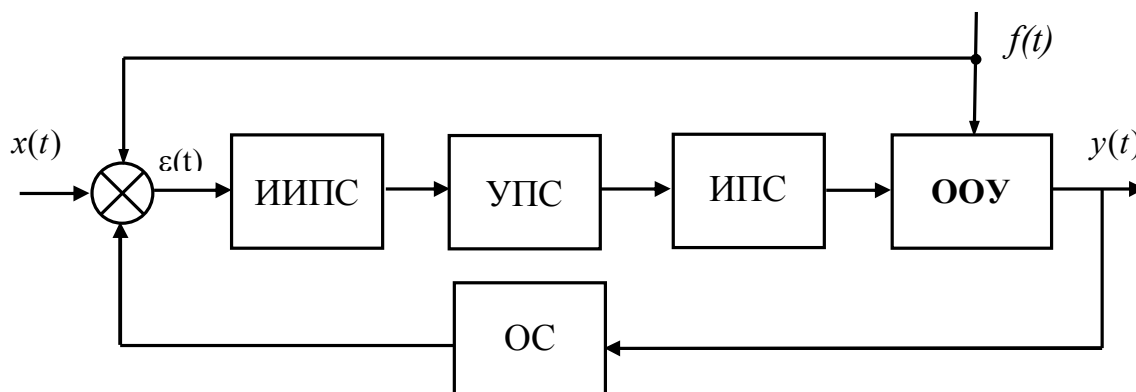 f(t)
x(t)
ε(t)
ИИПС
УПС
ИПС
ООУ
y(t)
ОС